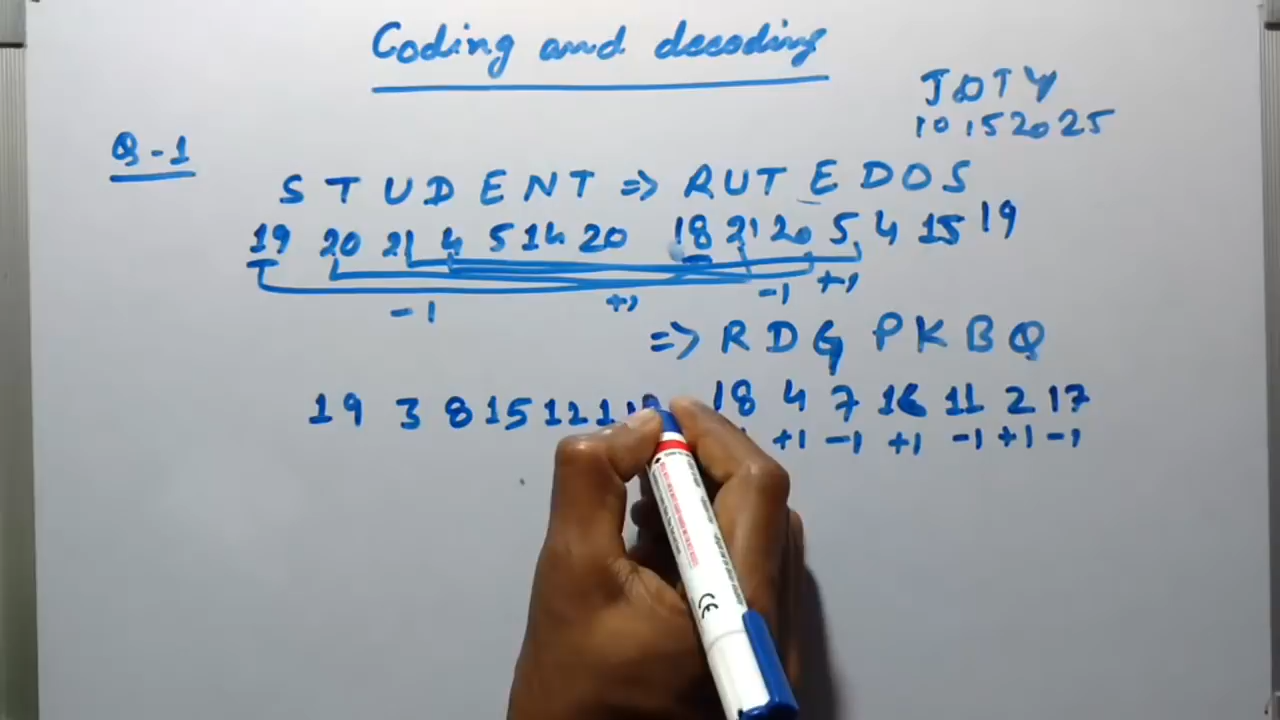 Coding and decoding
JOTY
10 15 20 25
Q-1
STUDENT => RUTEDOS
19 20 21 4 5 14 20 18 21 20 5 4 15 19
-1 +1 -1 +1
=> RDGPKBQ
19 3 8 15 12 1 18 4 7 16 11 2 17
+1 -1 +1 -1 +1 -1
CE